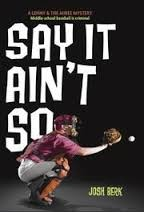 A LENNY & THE MIKES MYSTERY
Middle school baseball is criminal
SAY IT
AIN'T
SO
JOSH BERK